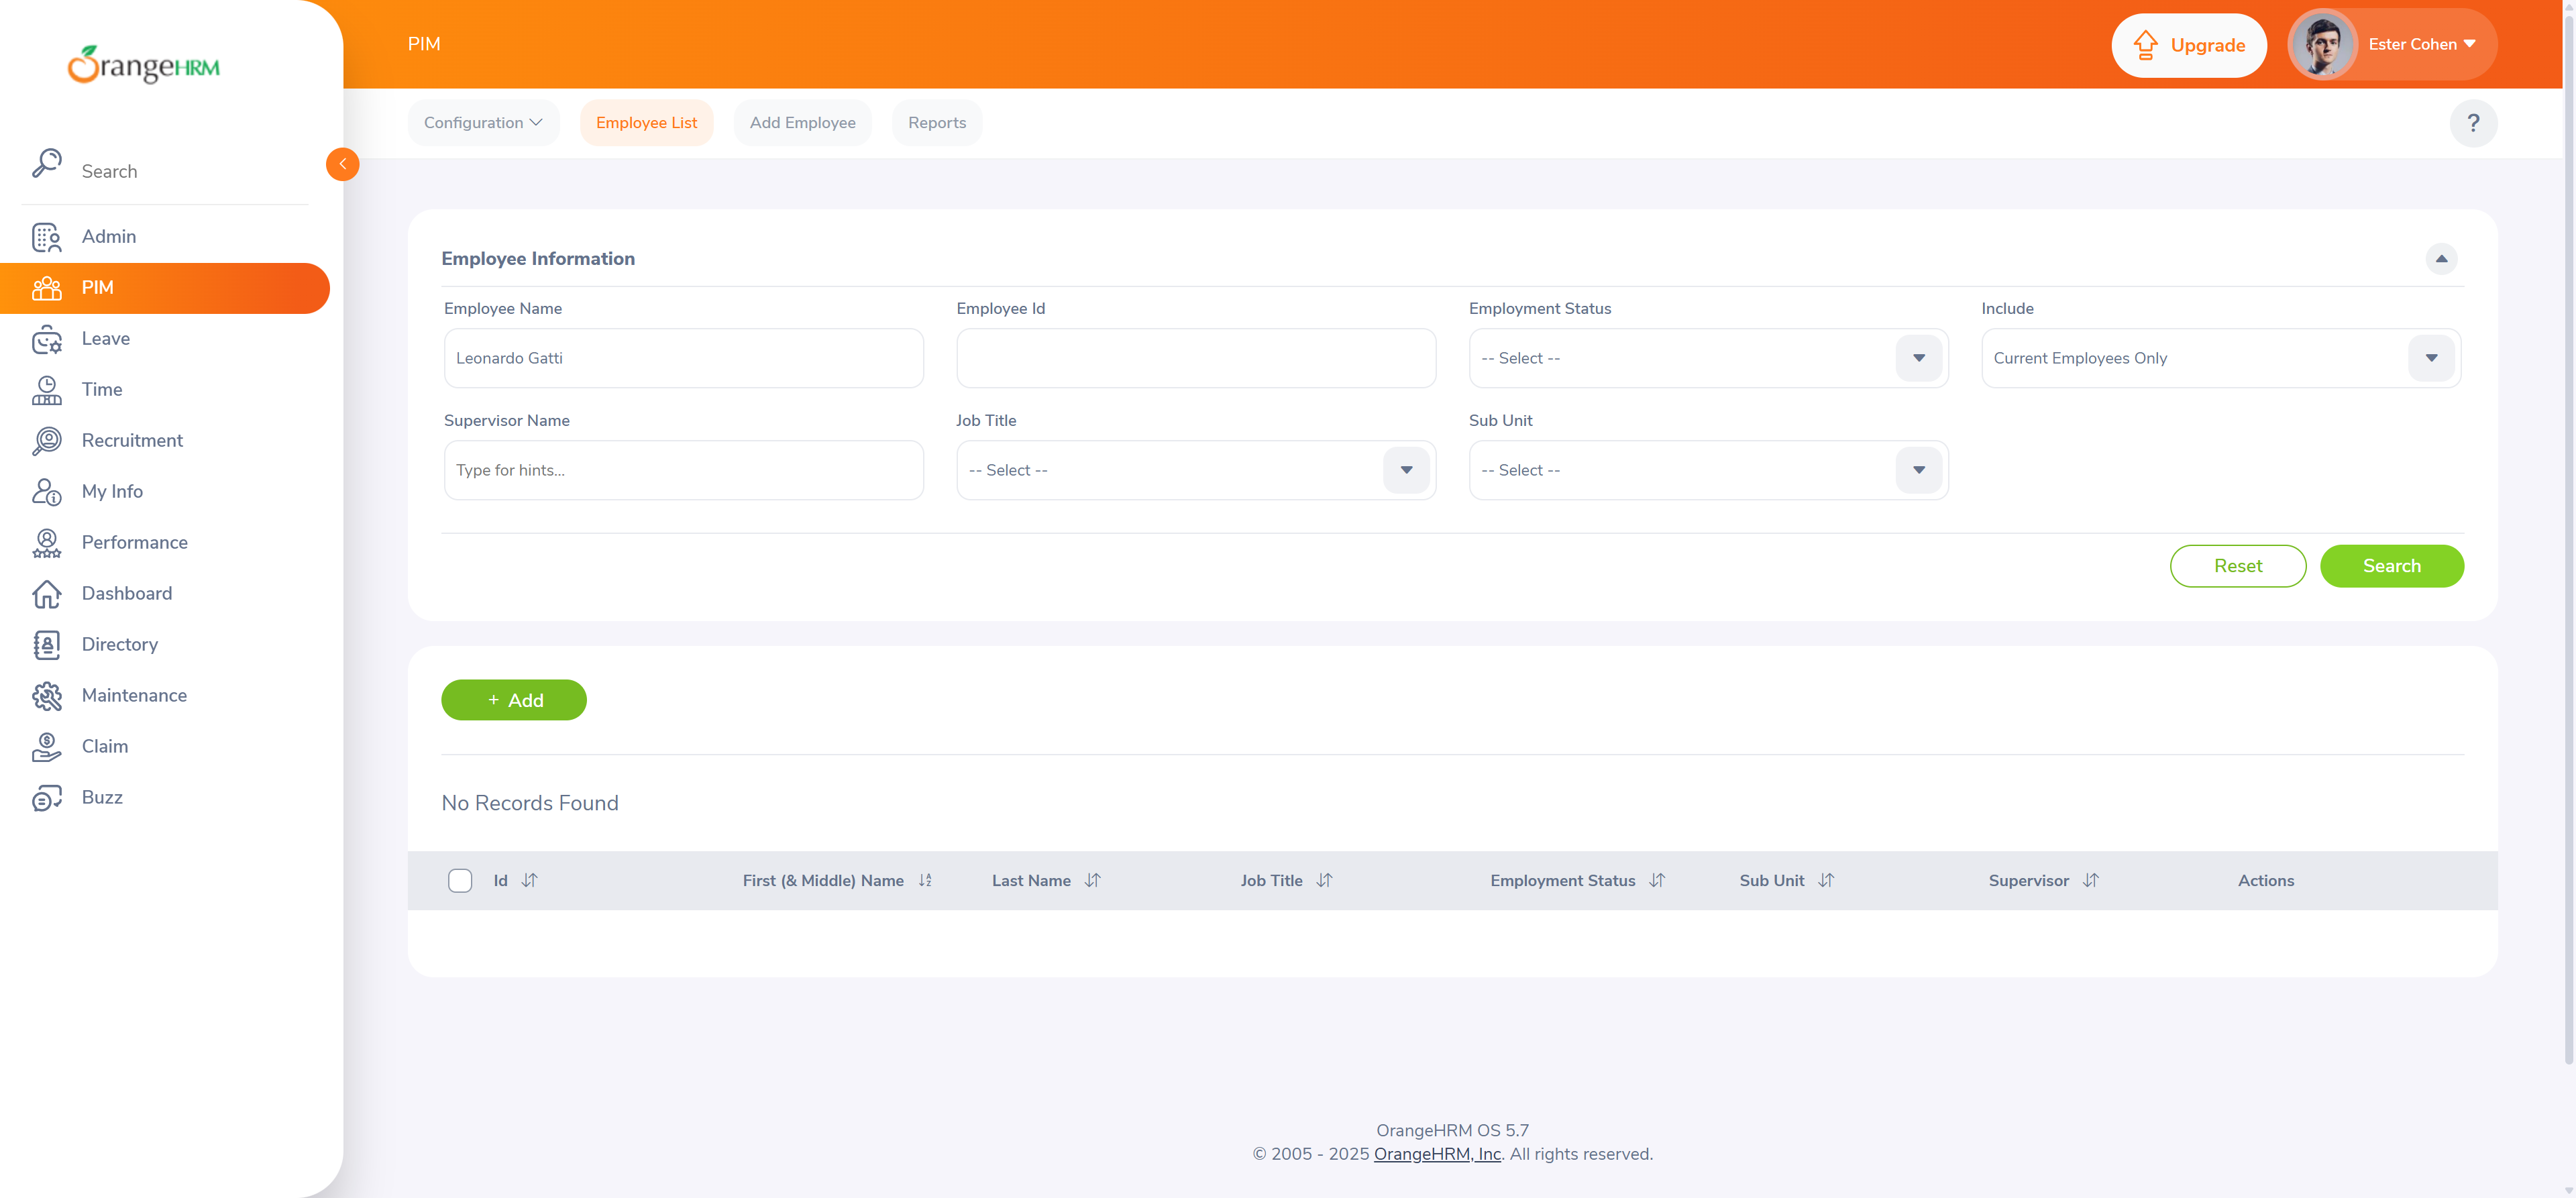 OrangeHRM
PIM
Upgrade
Ester Cohen
Configuration
Employee List
Add Employee
Reports
?
Search
Admin
PIM
Leave
Time
Recruitment
My Info
Performance
Dashboard
Directory
Maintenance
Claim
Buzz
Employee Information
Employee Name
Employee Id
Employment Status
Include
Leonardo Gatti
-- Select --
Current Employees Only
Supervisor Name
Job Title
Sub Unit
Type for hints...
-- Select --
-- Select --
Reset
Search
+ Add
No Records Found
Id
First (& Middle) Name
Last Name
Job Title
Employment Status
Sub Unit
Supervisor
Actions
OrangeHRM OS 5.7
© 2005 - 2025 OrangeHRM, Inc. All rights reserved.